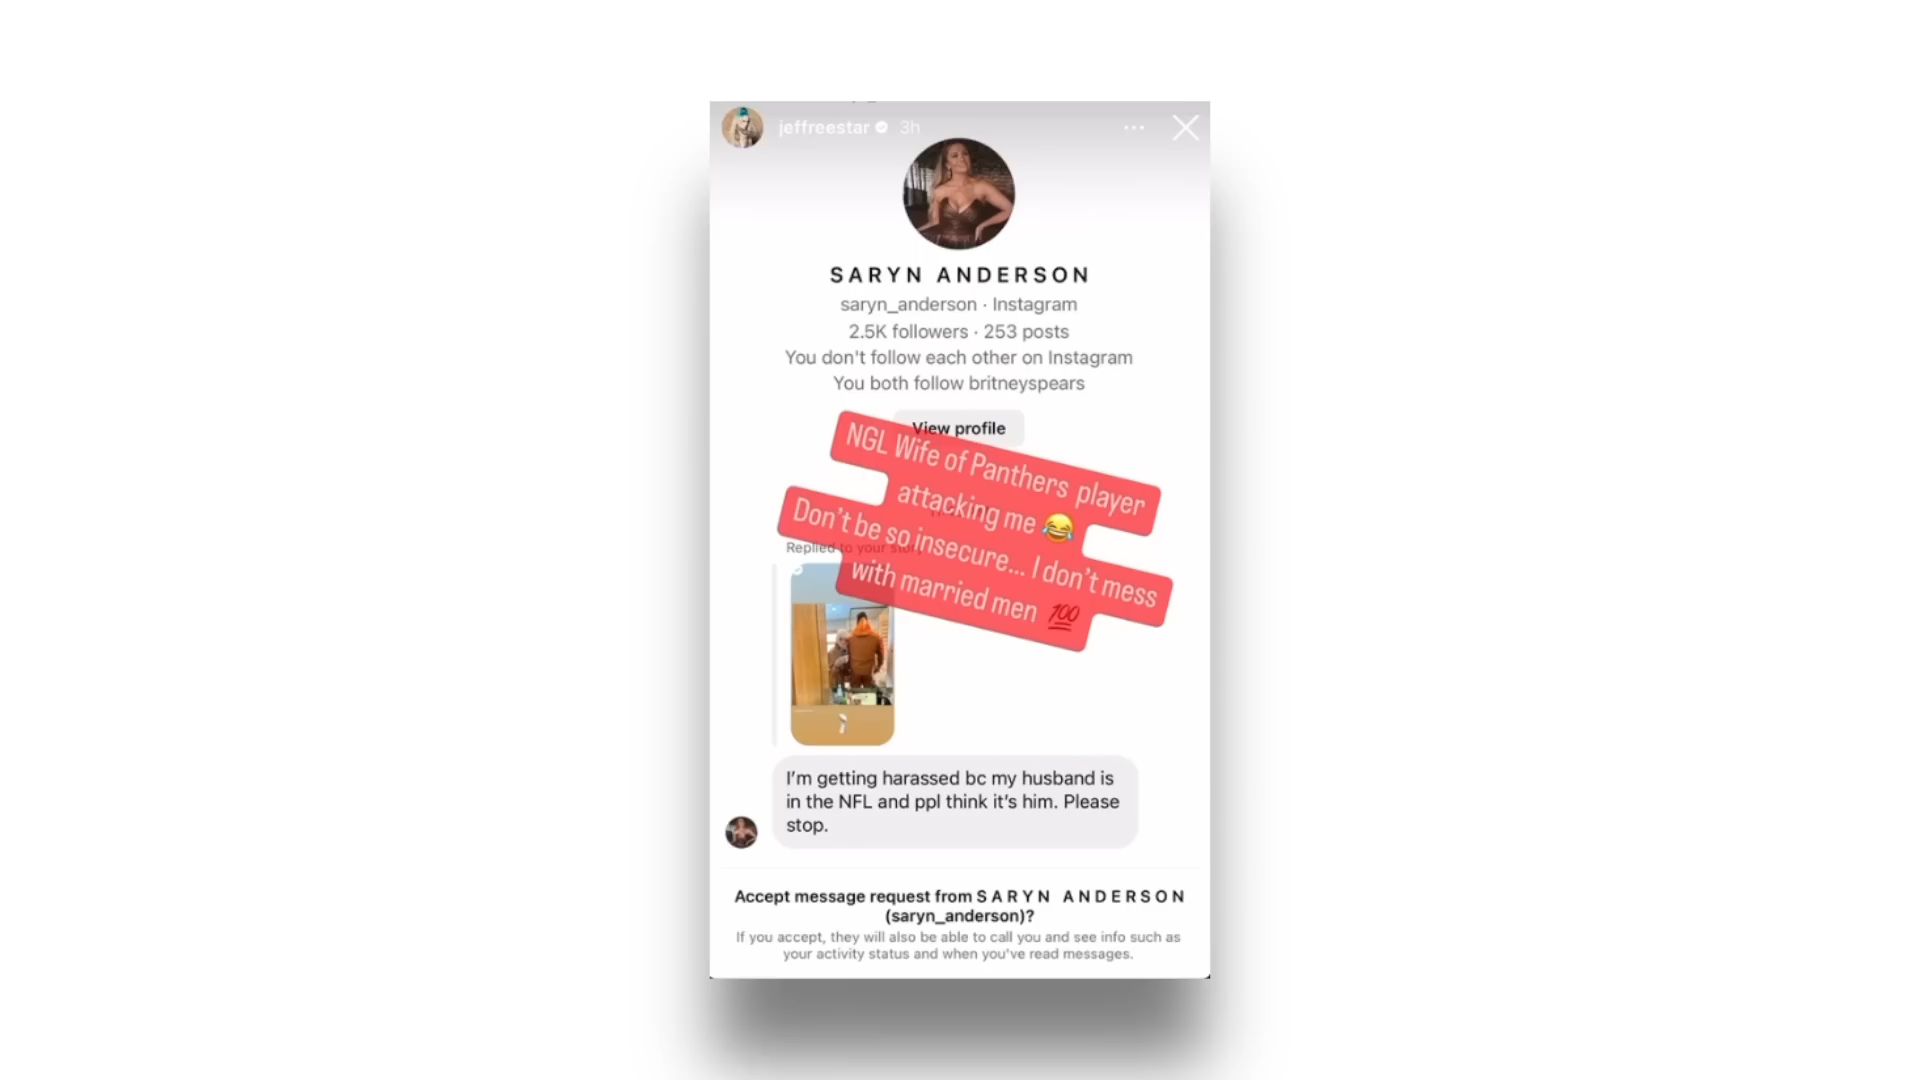 jeffreestar 3h
SARYN ANDERSON
saryn_anderson · Instagram
2.5K followers · 253 posts
You don't follow each other on Instagram
You both follow britneyspears
View profile
NGL Wife of Panthers player
attacking me 😂
Don't be so insecure... I don't mess
with married men 💯
Replied to your story
I'm getting harassed bc my husband is
in the NFL and ppl think it's him. Please
stop.
Accept message request from SARYN ANDERSON
(saryn_anderson)?
If you accept, they will also be able to call you and see info such as
your activity status and when you've read messages.